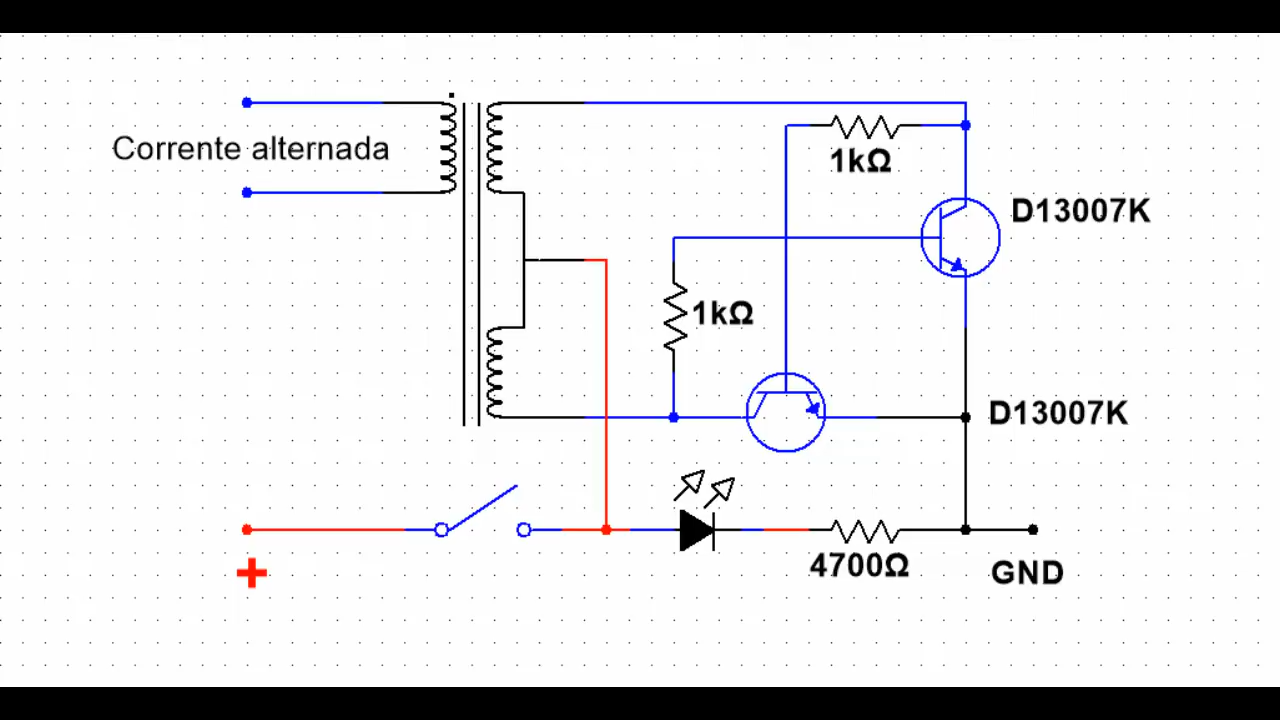 Corrente alternada
1kΩ
D13007K
1kΩ
D13007K
4700Ω
+
GND